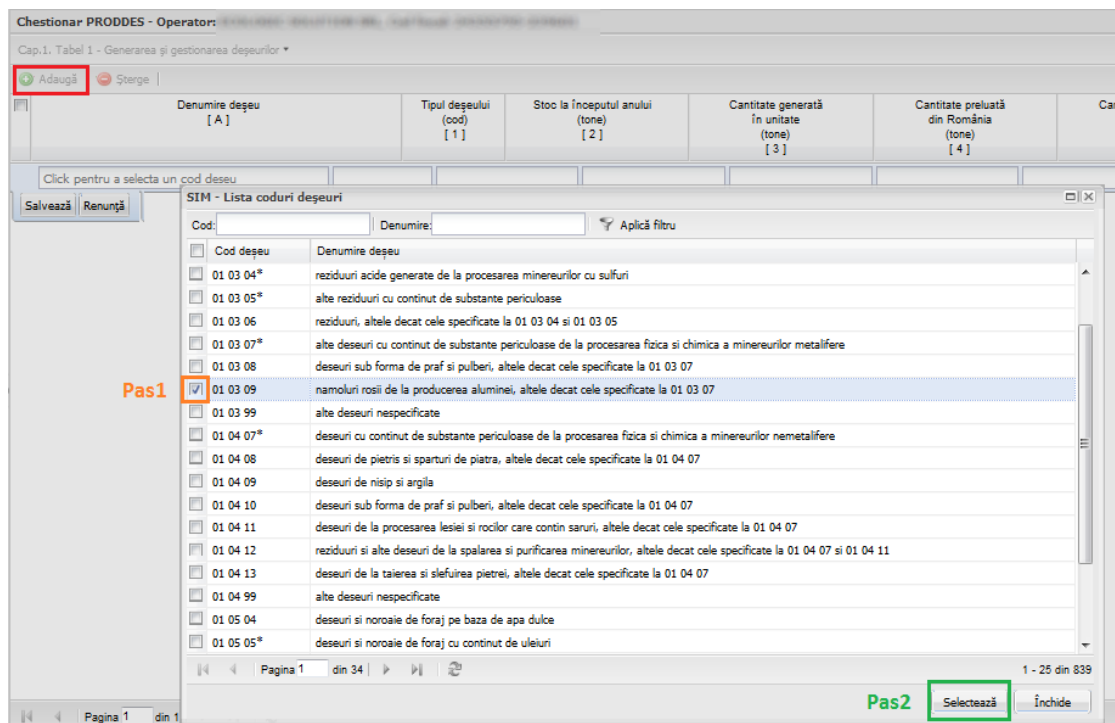 Chestionar PRODDES - Operator:
Cap.1. Tabel 1 - Generarea și gestionarea deșeurilor
Adaugă Șterge
Denumire deșeu
[ A ]
Tipul deșeului
(cod)
[ 1 ]
Stoc la începutul anului
(tone)
[ 2 ]
Cantitate generată
în unitate
(tone)
[ 3 ]
Cantitate preluată
din România
(tone)
[ 4 ]
Ca
Click pentru a selecta un cod deseu
Salvează Renunță
SIM - Lista coduri deșeuri
Cod: Denumire: Aplică filtru
Cod deșeu Denumire deșeu
01 03 04* reziduuri acide generate de la procesarea minereurilor cu sulfuri
01 03 05* alte reziduuri cu continut de substante periculoase
01 03 06 reziduuri, altele decat cele specificate la 01 03 04 si 01 03 05
01 03 07* alte deseuri cu continut de substante periculoase de la procesarea fizica si chimica a minereurilor metalifere
01 03 08 deseuri sub forma de praf si pulberi, altele decat cele specificate la 01 03 07
Pas1 01 03 09 namoluri rosii de la producerea aluminei, altele decat cele specificate la 01 03 07
01 03 99 alte deseuri nespecificate
01 04 07* deseuri cu continut de substante periculoase de la procesarea fizica si chimica a minereurilor nemetalifere
01 04 08 deseuri de pietris si sparturi de piatra, altele decat cele specificate la 01 04 07
01 04 09 deseuri de nisip si argila
01 04 10 deseuri sub forma de praf si pulberi, altele decat cele specificate la 01 04 07
01 04 11 deseuri de la procesarea lesiei si rocilor care contin saruri, altele decat cele specificate la 01 04 07
01 04 12 reziduuri si alte deseuri de la spalarea si purificarea minereurilor, altele decat cele specificate la 01 04 07 si 01 04 11
01 04 13 deseuri de la taierea si slefuirea pietrei, altele decat cele specificate la 01 04 07
01 04 99 alte deseuri nespecificate
01 05 04 deseuri si noroaie de foraj pe baza de apa dulce
01 05 05* deseuri si noroaie de foraj cu continut de uleiuri
Pagina 1 din 34 1 - 25 din 839
Pas2 Selectează Închide
Pagina 1 din 1